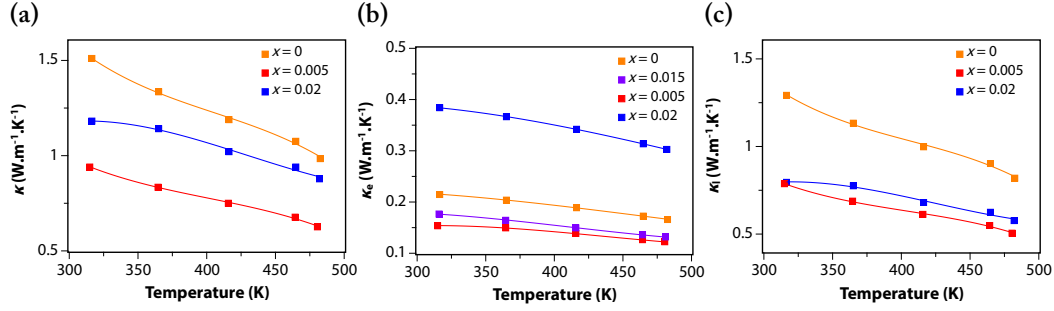 (a)
κ (W.m⁻¹.K⁻¹)
1.5
1
0.5
x = 0
x = 0.005
x = 0.02
300 350 400 450 500
Temperature (K)
(b)
κe (W.m⁻¹.K⁻¹)
0.5
0.4
0.3
0.2
0.1
x = 0
x = 0.015
x = 0.005
x = 0.02
300 350 400 450 500
Temperature (K)
(c)
κl (W.m⁻¹.K⁻¹)
1.5
1
0.5
x = 0
x = 0.005
x = 0.02
300 350 400 450 500
Temperature (K)